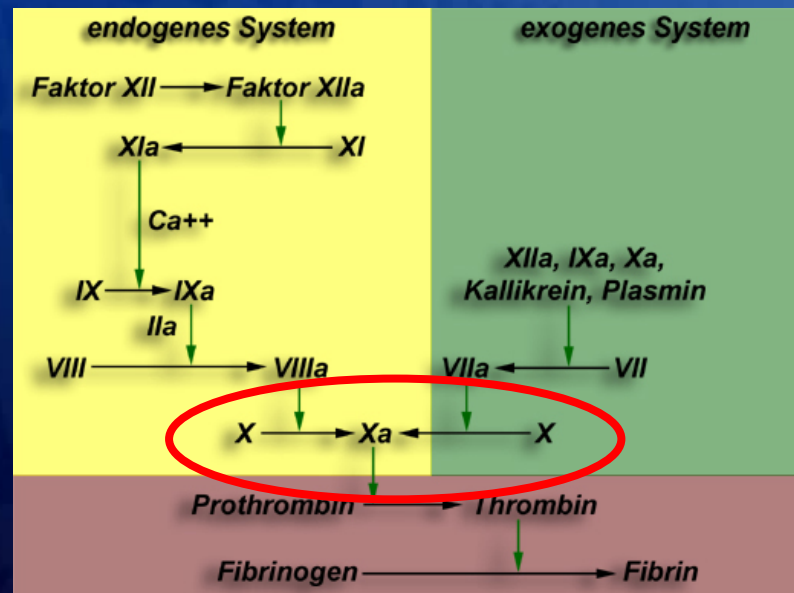 endogenes System
exogenes System
Faktor XII
Faktor XIIa
XIa
XI
Ca++
XIIa, IXa, Xa,
Kallikrein, Plasmin
IX
IXa
IIa
VIII
VIIIa
VIIa
VII
X
Xa
X
Prothrombin
Thrombin
Fibrinogen
Fibrin